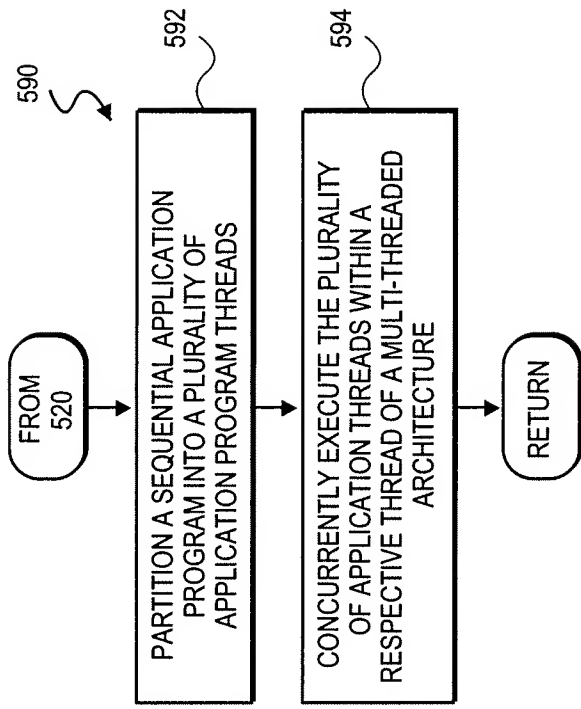 590
FROM
520
PARTITION A SEQUENTIAL APPLICATION
PROGRAM INTO A PLURALITY OF
APPLICATION PROGRAM THREADS
592
CONCURRENTLY EXECUTE THE PLURALITY
OF APPLICATION THREADS WITHIN A
RESPECTIVE THREAD OF A MULTI-THREADED
ARCHITECTURE
594
RETURN